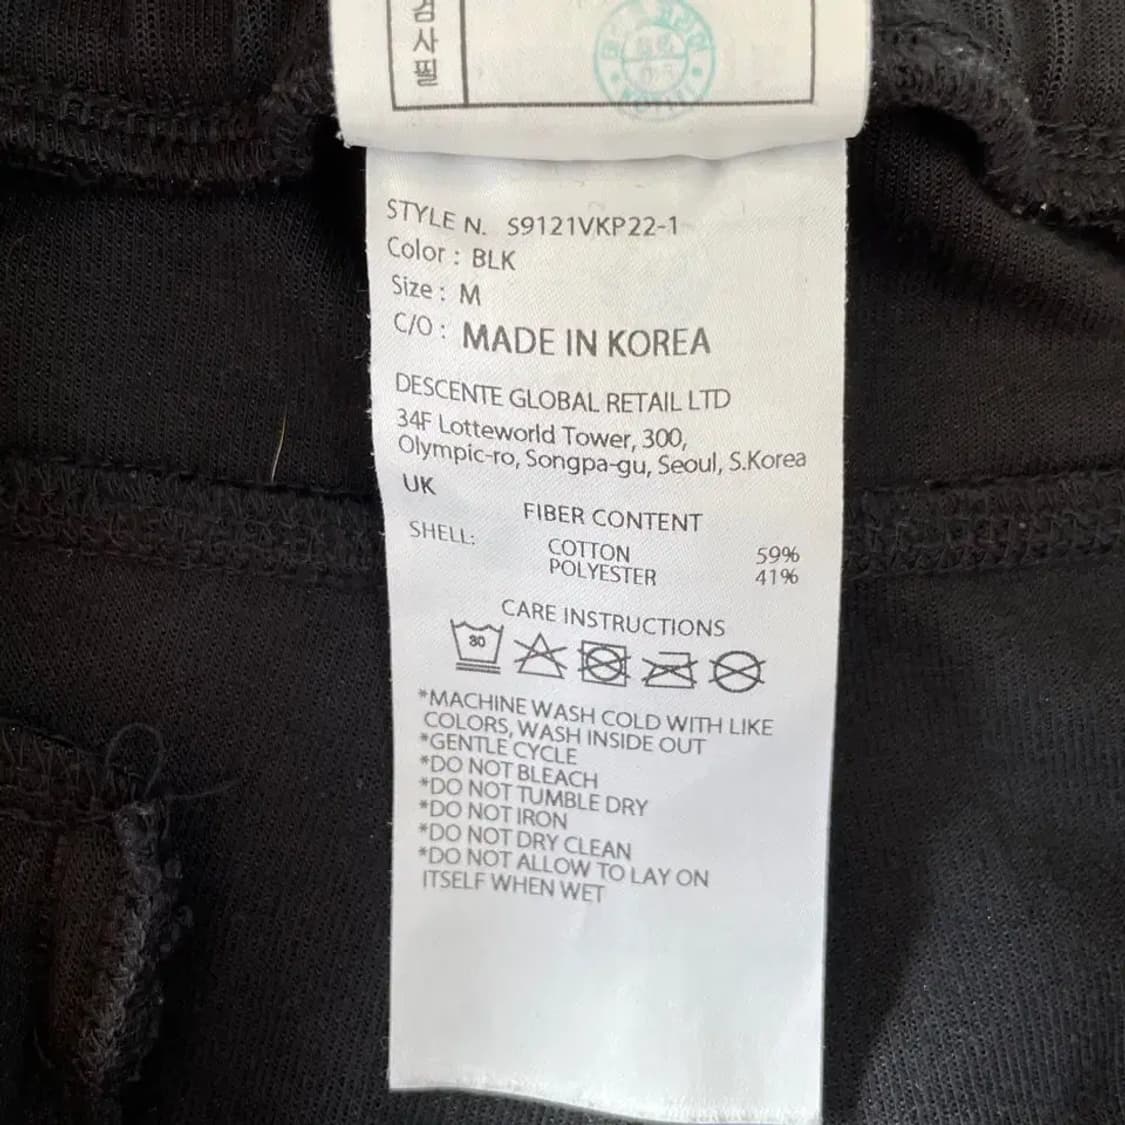 검
사
필
STYLE N. S9121VKP22-1
Color : BLK
Size : M
C/O : MADE IN KOREA
DESCENTE GLOBAL RETAIL LTD
34F Lotteworld Tower, 300,
Olympic-ro, Songpa-gu, Seoul, S.Korea
UK
FIBER CONTENT
SHELL:
COTTON 59%
POLYESTER 41%
CARE INSTRUCTIONS
30
*MACHINE WASH COLD WITH LIKE
COLORS, WASH INSIDE OUT
*GENTLE CYCLE
*DO NOT BLEACH
*DO NOT TUMBLE DRY
*DO NOT IRON
*DO NOT DRY CLEAN
*DO NOT ALLOW TO LAY ON
ITSELF WHEN WET